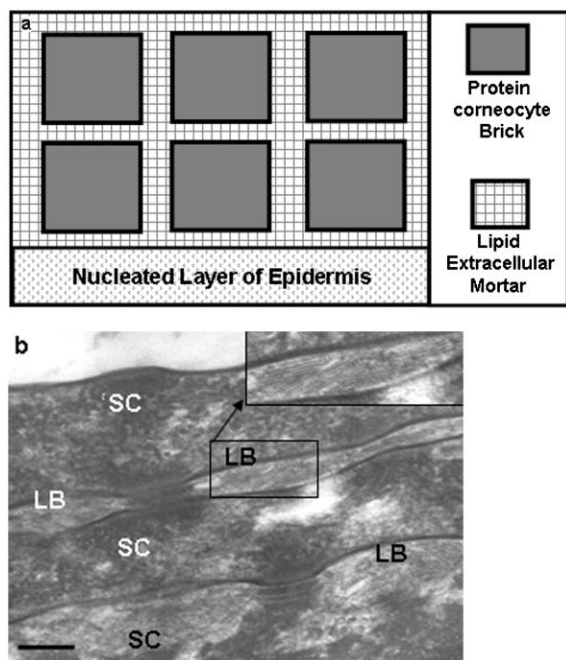 a
Protein
corneocyte
Brick
Lipid
Extracellular
Mortar
Nucleated Layer of Epidermis
b
SC
LB
LB
SC
LB
SC